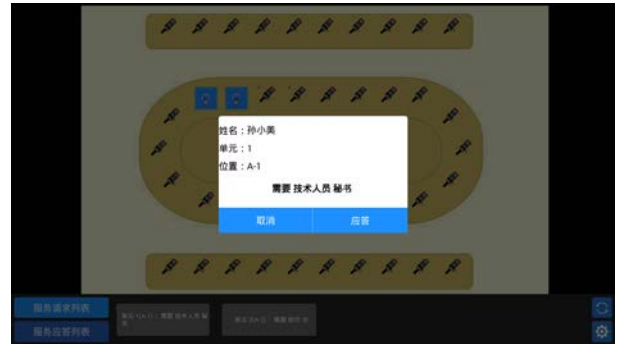 姓名：孙小美
单元：1
位置：A-1
需要 技术人员 秘书
取消
应答
服务请求列表
服务应答列表